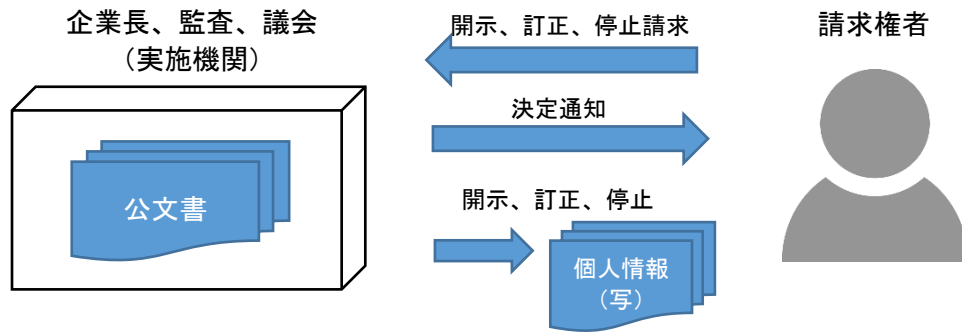 企業長、監査、議会
（実施機関）
公文書
開示、訂正、停止請求
決定通知
開示、訂正、停止
個人情報
（写）
請求権者